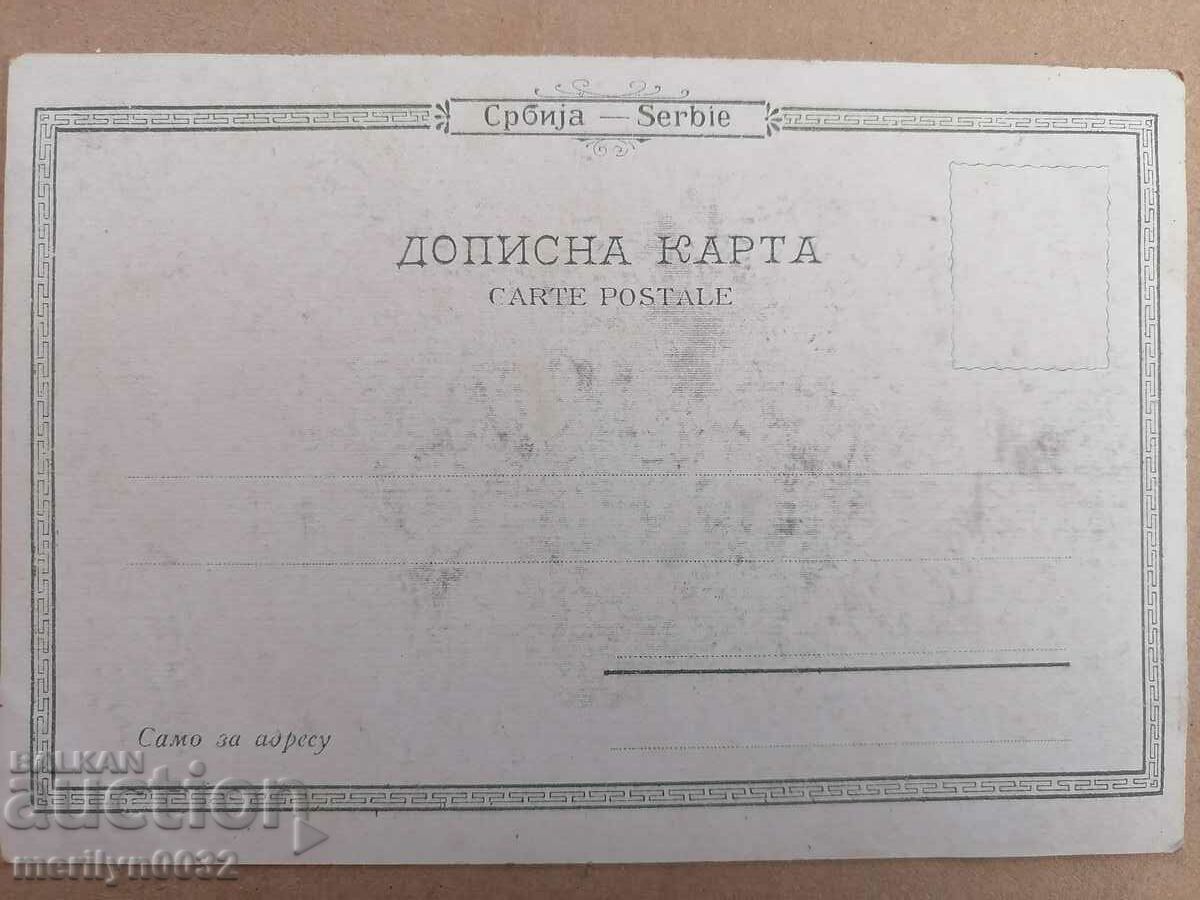 Србија — Serbie
ДОПИСНА КАРТА
CARTE POSTALE
Само за адресу
BALKAN
auction
merilyn0032